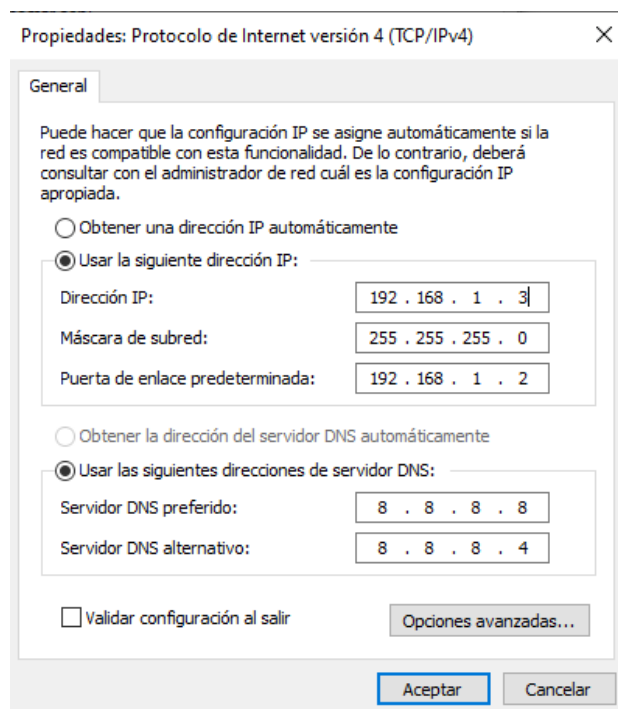 Propiedades: Protocolo de Internet versión 4 (TCP/IPv4)
General
Puede hacer que la configuración IP se asigne automáticamente si la
red es compatible con esta funcionalidad. De lo contrario, deberá
consultar con el administrador de red cuál es la configuración IP
apropiada.
Obtener una dirección IP automáticamente
Usar la siguiente dirección IP:
Dirección IP: 192 . 168 . 1 . 3
Máscara de subred: 255 . 255 . 255 . 0
Puerta de enlace predeterminada: 192 . 168 . 1 . 2
Obtener la dirección del servidor DNS automáticamente
Usar las siguientes direcciones de servidor DNS:
Servidor DNS preferido: 8 . 8 . 8 . 8
Servidor DNS alternativo: 8 . 8 . 8 . 4
Validar configuración al salir Opciones avanzadas...
Aceptar Cancelar